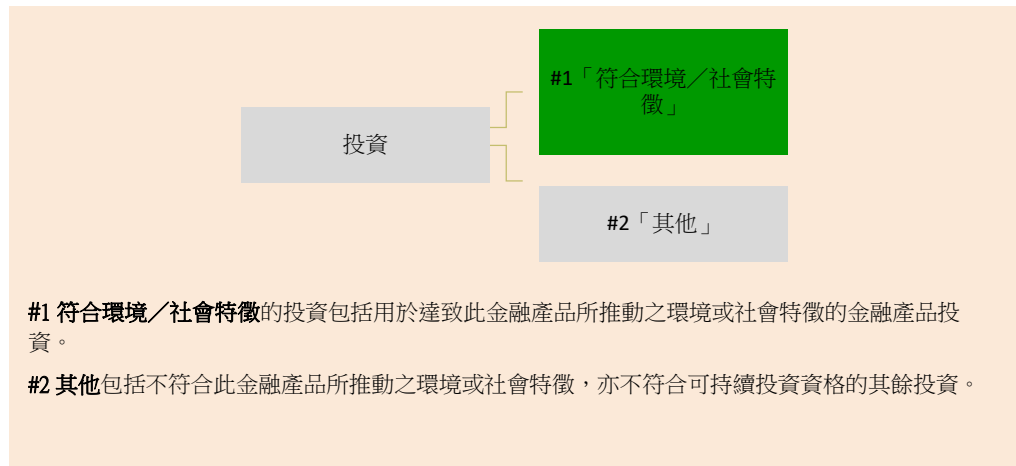 #1「符合環境／社會特
徵」
投資
#2「其他」
#1 符合環境／社會特徵的投資包括用於達致此金融產品所推動之環境或社會特徵的金融產品投
資。
#2 其他包括不符合此金融產品所推動之環境或社會特徵，亦不符合可持續投資資格的其餘投資。